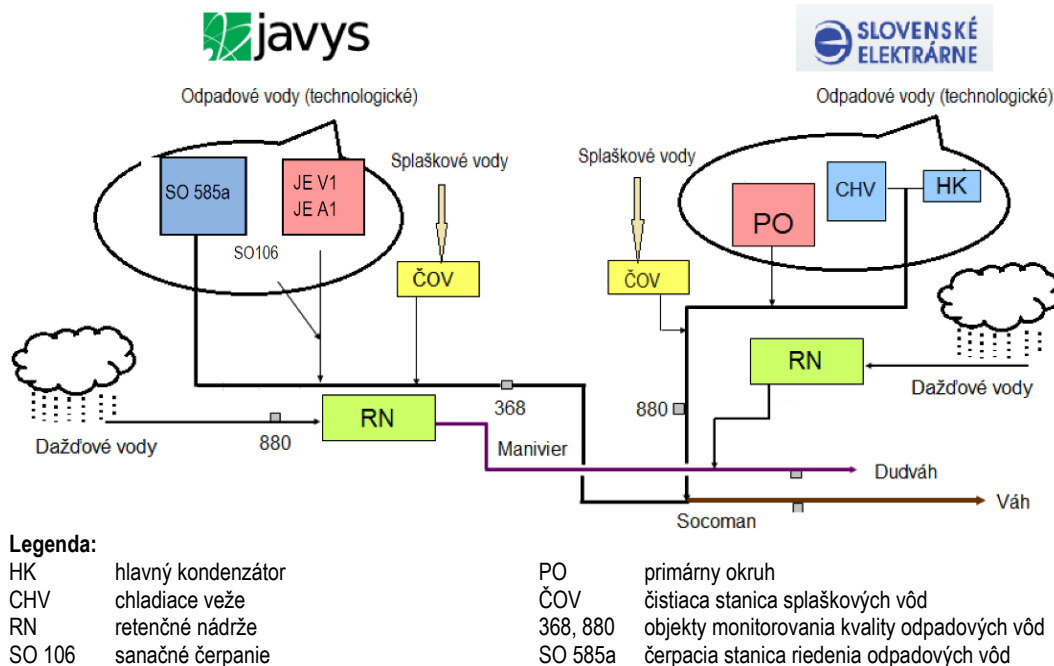 javys
SLOVENSKÉ
ELEKTRÁRNE
Odpadové vody (technologické)
Odpadové vody (technologické)
SO 585a
JE V1
JE A1
SO106
Splaškové vody
ČOV
Splaškové vody
ČOV
PO
CHV
HK
RN
Dažďové vody
368
880
Dažďové vody
880
RN
Manivier
Dudváh
Socoman
Váh
Legenda:
HK hlavný kondenzátor
CHV chladiace veže
RN retenčné nádrže
SO 106 sanačné čerpanie
PO primárny okruh
ČOV čistiaca stanica splaškových vôd
368, 880 objekty monitorovania kvality odpadových vôd
SO 585a čerpacia stanica riedenia odpadových vôd